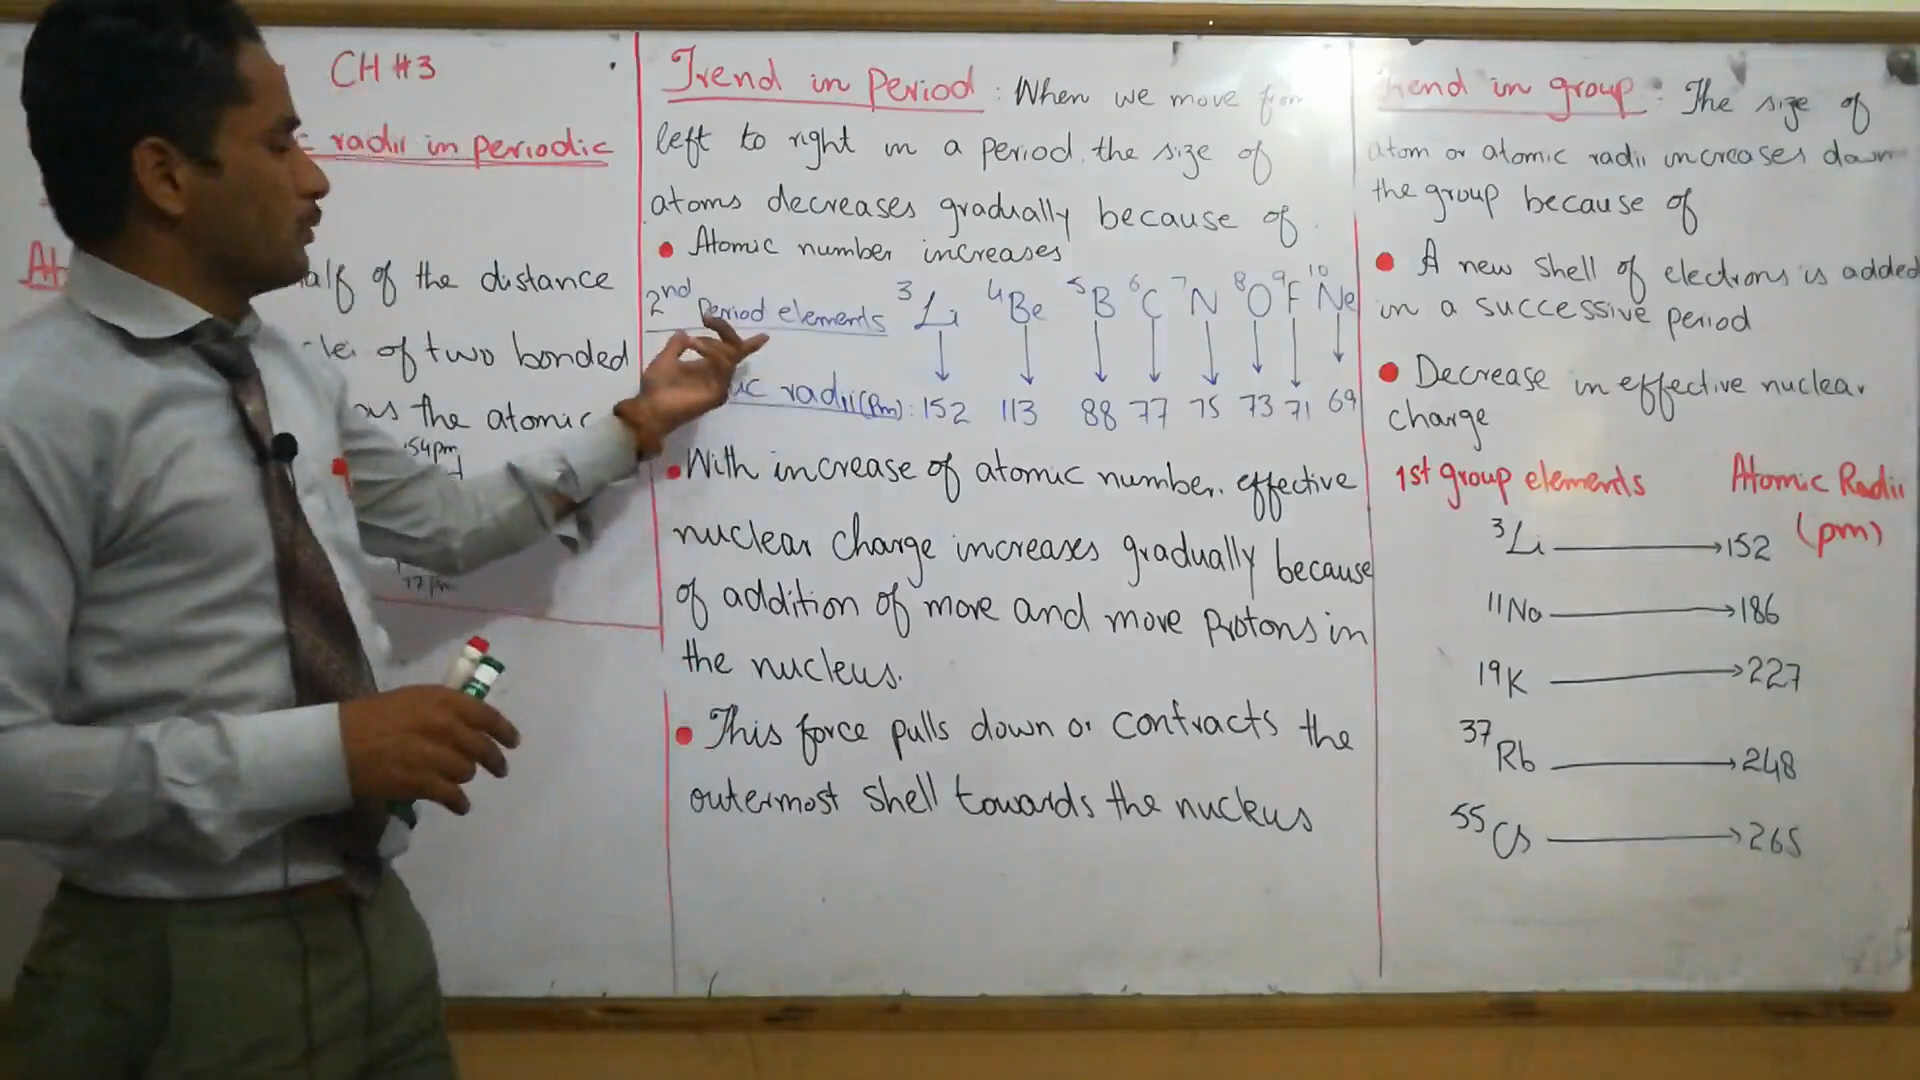 CH #3
radii in periodic
half of the distance
of two bonded
the atomic
154pm
77pm
Trend in Period: When we move from
left to right in a period the size of
atoms decreases gradually because of
• Atomic number increases
2nd Period elements 3Li 4Be 5B 6C 7N 8O 9F 10Ne
radii(Pm): 152 113 88 77 75 73 71 69
• With increase of atomic number. effective
nuclear charge increases gradually because
of addition of more and more protons in
the nucleus.
• This force pulls down or contracts the
outermost shell towards the nucleus
Trend in group: The size of
atom or atomic radii increases down
the group because of
• A new shell of electrons is added
in a successive period
• Decrease in effective nuclear
charge
1st group elements Atomic Radii
(pm)
3Li → 152
11Na → 186
19K → 227
37Rb → 248
55Cs → 265